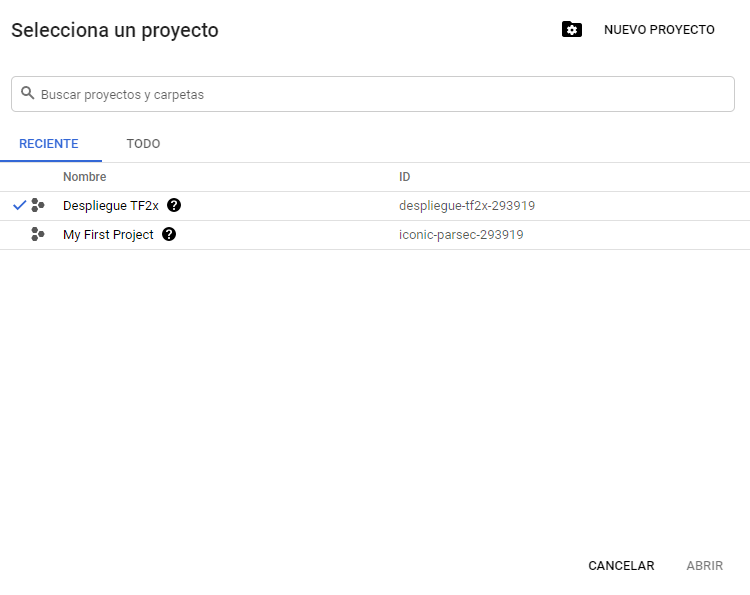 Selecciona un proyecto
NUEVO PROYECTO
Buscar proyectos y carpetas
RECIENTE TODO
Nombre ID
Despliegue TF2x despliegue-tf2x-293919
My First Project iconic-parsec-293919
CANCELAR ABRIR